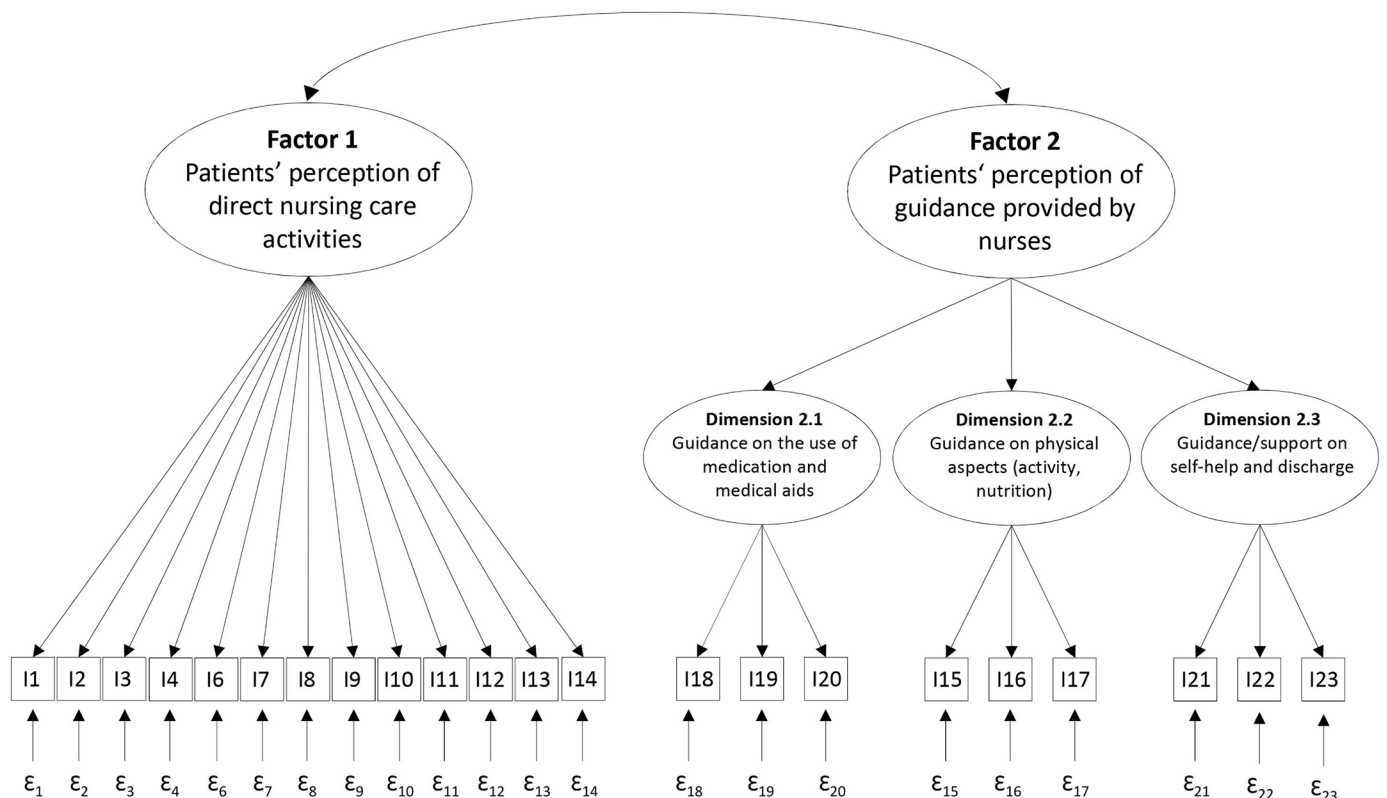 Factor 1
Patients’ perception of
direct nursing care
activities
Factor 2
Patients‘ perception of
guidance provided by
nurses
Dimension 2.1
Guidance on the use of
medication and
medical aids
Dimension 2.2
Guidance on physical
aspects (activity,
nutrition)
Dimension 2.3
Guidance/support on
self-help and discharge
I1 I2 I3 I4 I6 I7 I8 I9 I10 I11 I12 I13 I14 I18 I19 I20 I15 I16 I17 I21 I22 I23
ε1 ε2 ε3 ε4 ε6 ε7 ε8 ε9 ε10 ε11 ε12 ε13 ε14 ε18 ε19 ε20 ε15 ε16 ε17 ε21 ε22 ε23